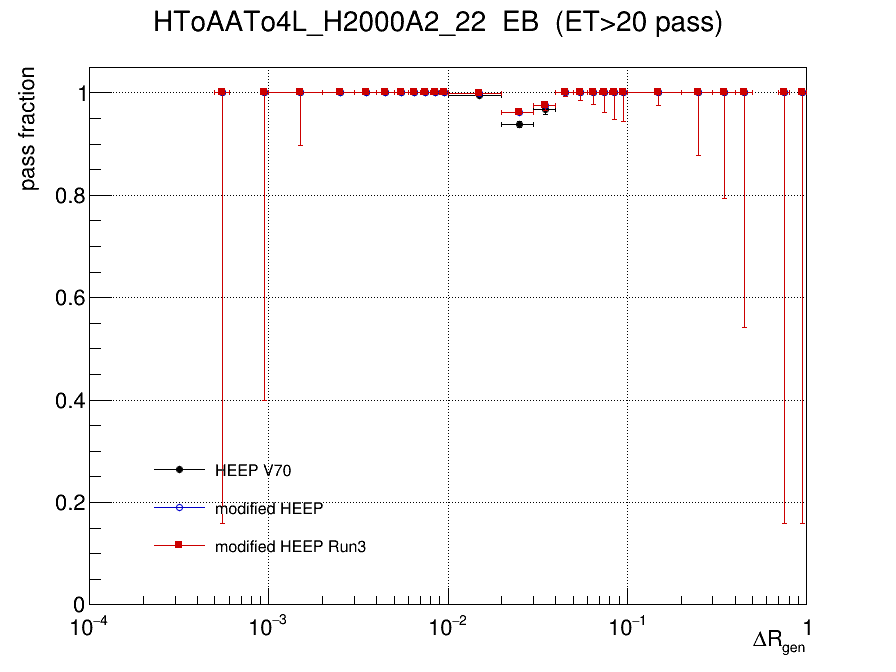 HToAATo4L_H2000A2_22 EB (ET>20 pass)
pass fraction
1
0.8
0.6
0.4
0.2
0
HEEP V70
modified HEEP
modified HEEP Run3
10⁻⁴ 10⁻³ 10⁻² 10⁻¹ 1
ΔR_gen